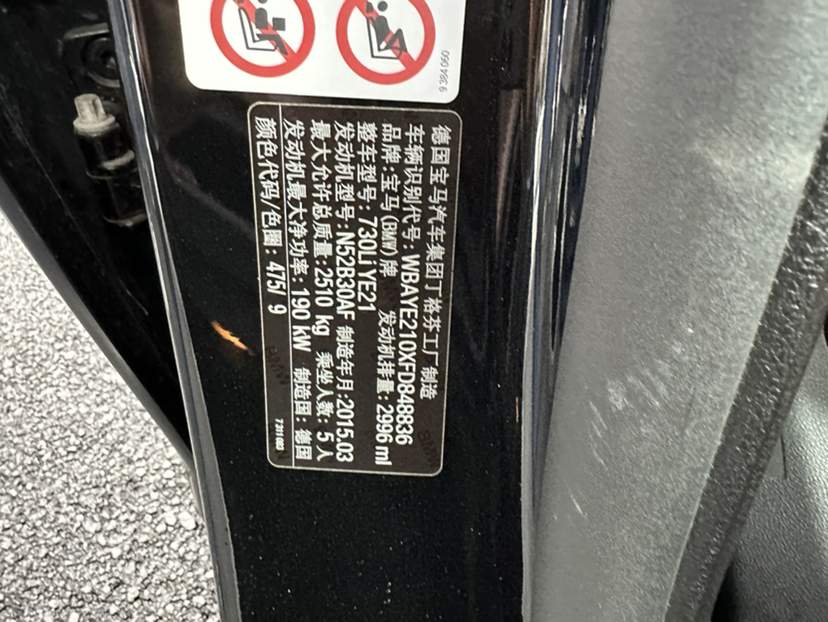 9 384 060
德国宝马汽车集团丁格芬工厂 制造
车辆识别代号: WBAYE210XFD848836
品牌:宝马(BMW)牌 发动机排量: 2996 ml
整车型号: 730Li YE21
发动机型号: N52B30AF 制造年月:2015.03
最大允许总质量: 2510 kg 乘坐人数: 5人
发动机最大净功率: 190 kW 制造国: 德国
颜色代码/色圈: 475/ 9